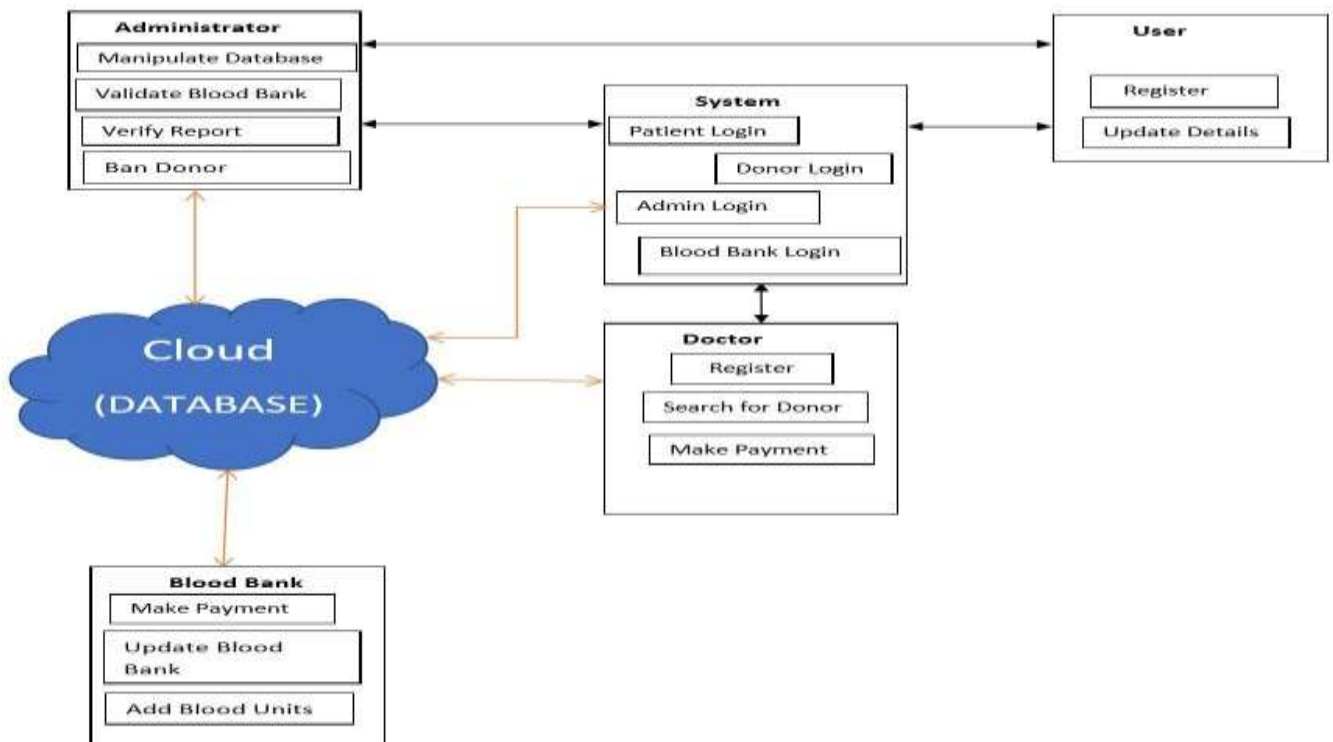 Administrator
Manipulate Database
Validate Blood Bank
Verify Report
Ban Donor
User
Register
Update Details
System
Patient Login
Donor Login
Admin Login
Blood Bank Login
Cloud
(DATABASE)
Doctor
Register
Search for Donor
Make Payment
Blood Bank
Make Payment
Update Blood
Bank
Add Blood Units